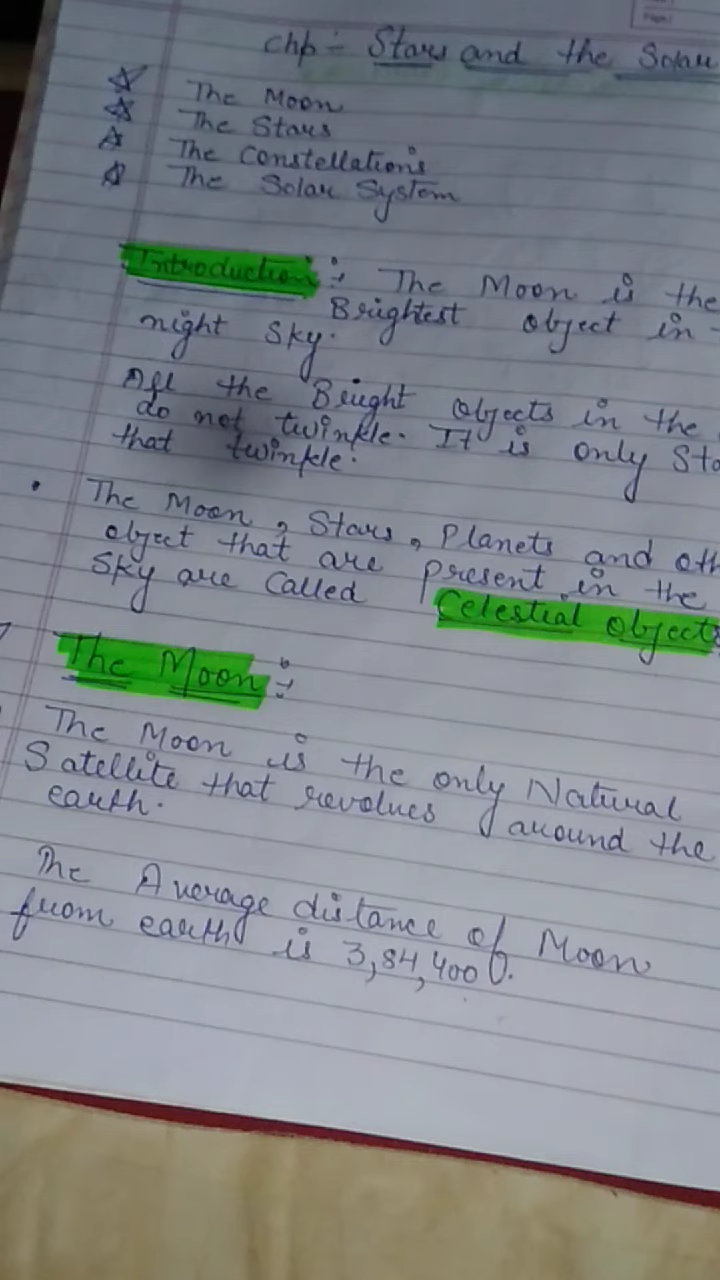 chp - Stars and the Solar
The Moon
The Stars
The Constellations
The Solar System
Introduction :- The Moon is the
Brightest object in
night Sky.
All the Bright objects in the
do not twinkle. It is only Sta
that twinkle.
• The Moon, Stars, Planets and oth
object that are present in the
Sky are Called Celestial objects
The Moon :-
The Moon is the only Natural
Satellite that revolves around the
earth.
The Average distance of Moon
from earth is 3,84,400